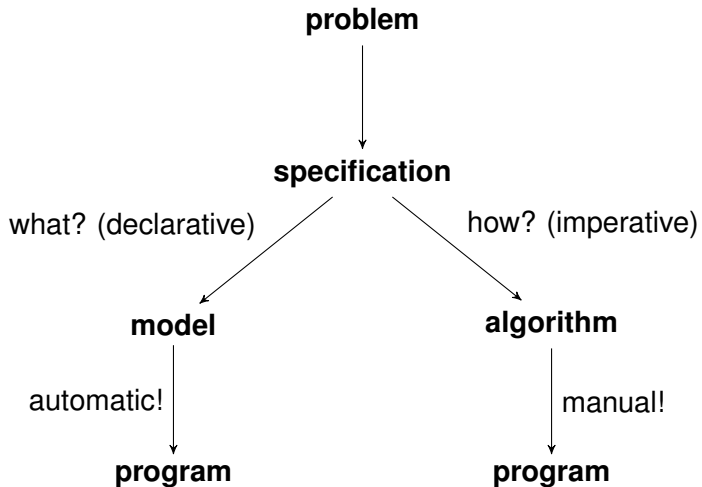 problem
specification
what? (declarative)
how? (imperative)
model
algorithm
automatic!
manual!
program
program